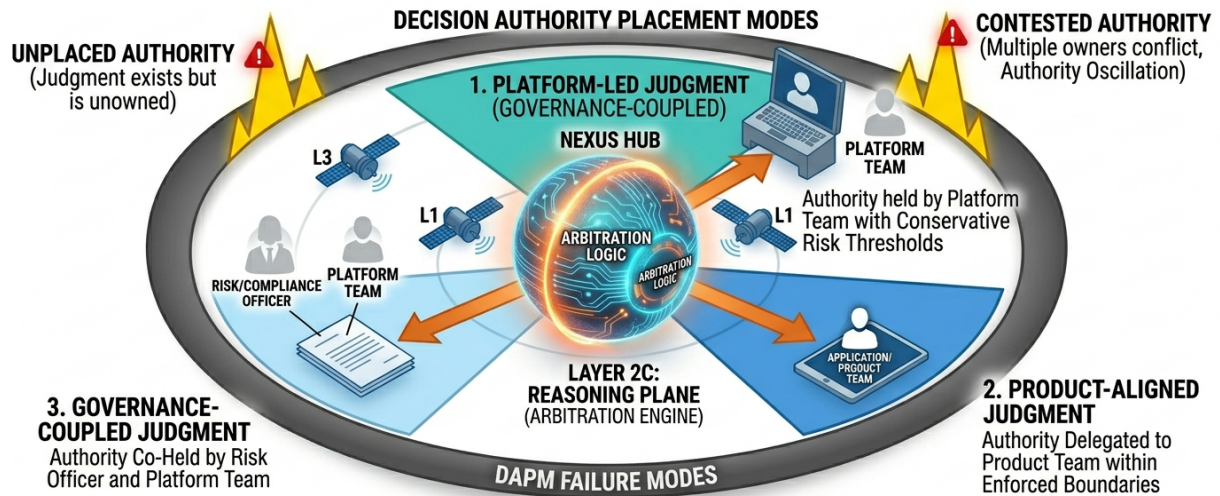 DECISION AUTHORITY PLACEMENT MODES
UNPLACED AUTHORITY
(Judgment exists but
is unowned)
CONTESTED AUTHORITY
(Multiple owners conflict,
Authority Oscillation)
1. PLATFORM-LED JUDGMENT
(GOVERNANCE-COUPLED)
NEXUS HUB
PLATFORM
TEAM
Authority held by Platform
Team with Conservative
Risk Thresholds
L3
L1
L1
ARBITRATION
LOGIC
ARBITRATION
LOGIC
RISK/COMPLIANCE
OFFICER
PLATFORM
TEAM
APPLICATION/
PRGOUCT
TEAM
LAYER 2C:
REASONING PLANE
(ARBITRATION ENGINE)
3. GOVERNANCE-
COUPLED JUDGMENT
Authority Co-Held by Risk
Officer and Platform Team
2. PRODUCT-ALIGNED
JUDGMENT
Authority Delegated to
Product Team within
Enforced Boundaries
DAPM FAILURE MODES